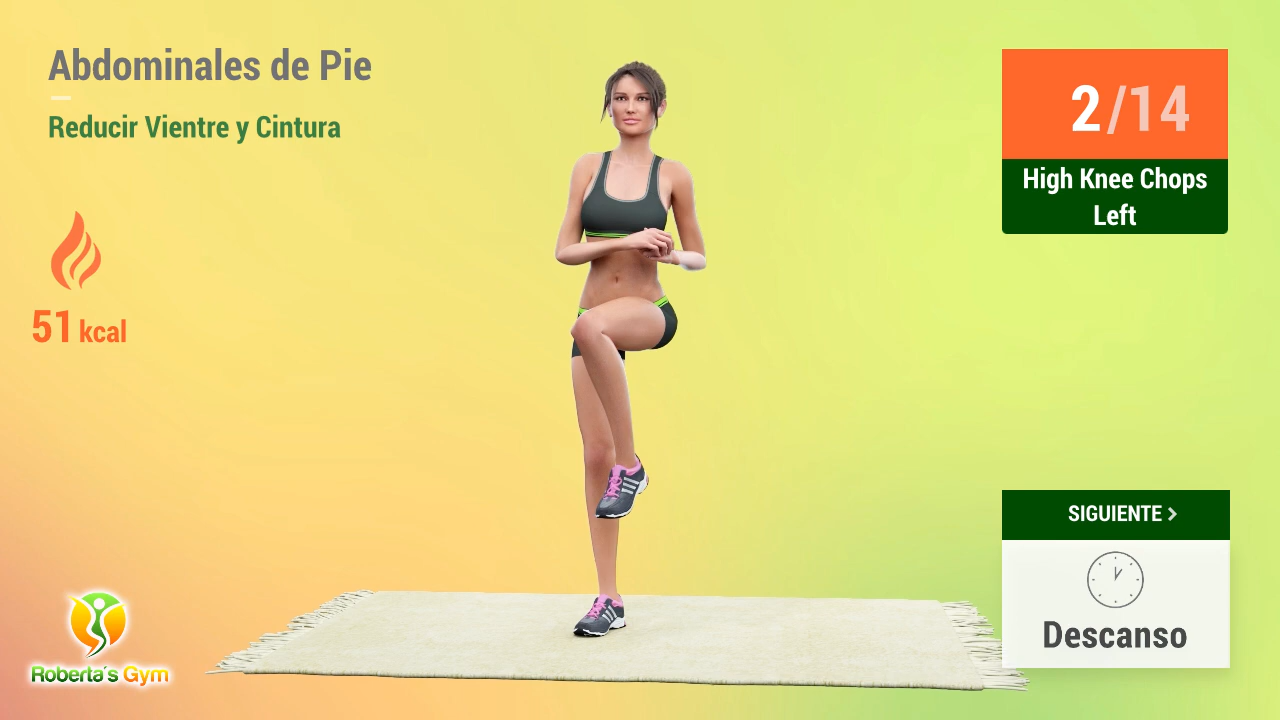 Abdominales de Pie
Reducir Vientre y Cintura
2/14
High Knee Chops
Left
51 kcal
SIGUIENTE >
Descanso
Roberta´s Gym